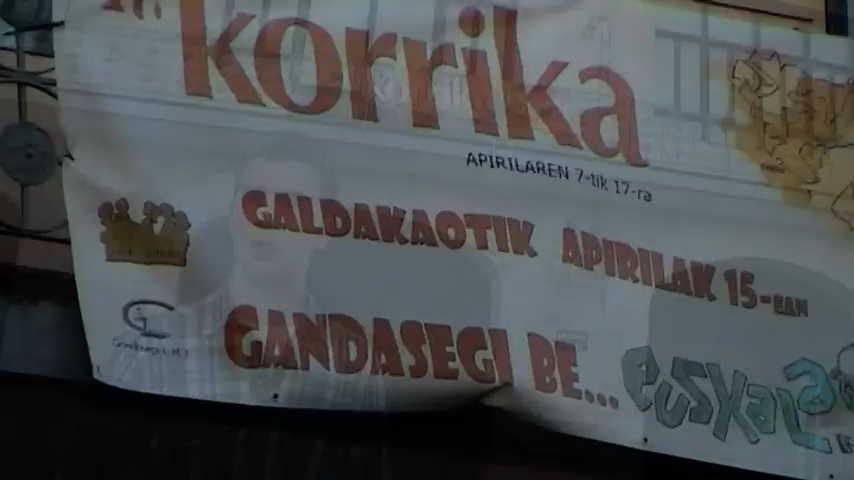 korrika
APIRILAREN 7-tik 17-ra
GALDAKAOTIK APIRILAK 15-EAN
GANDASEGI BE...
euskal